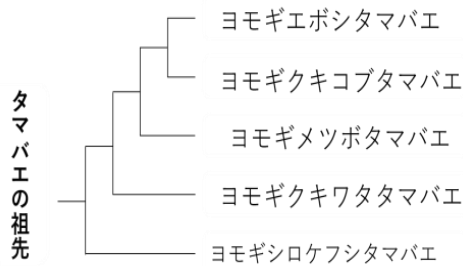 タマバエの祖先
ヨモギエボシタマバエ
ヨモギクキコブタマバエ
ヨモギメツボタマバエ
ヨモギクキワタタマバエ
ヨモギシロケフシタマバエ